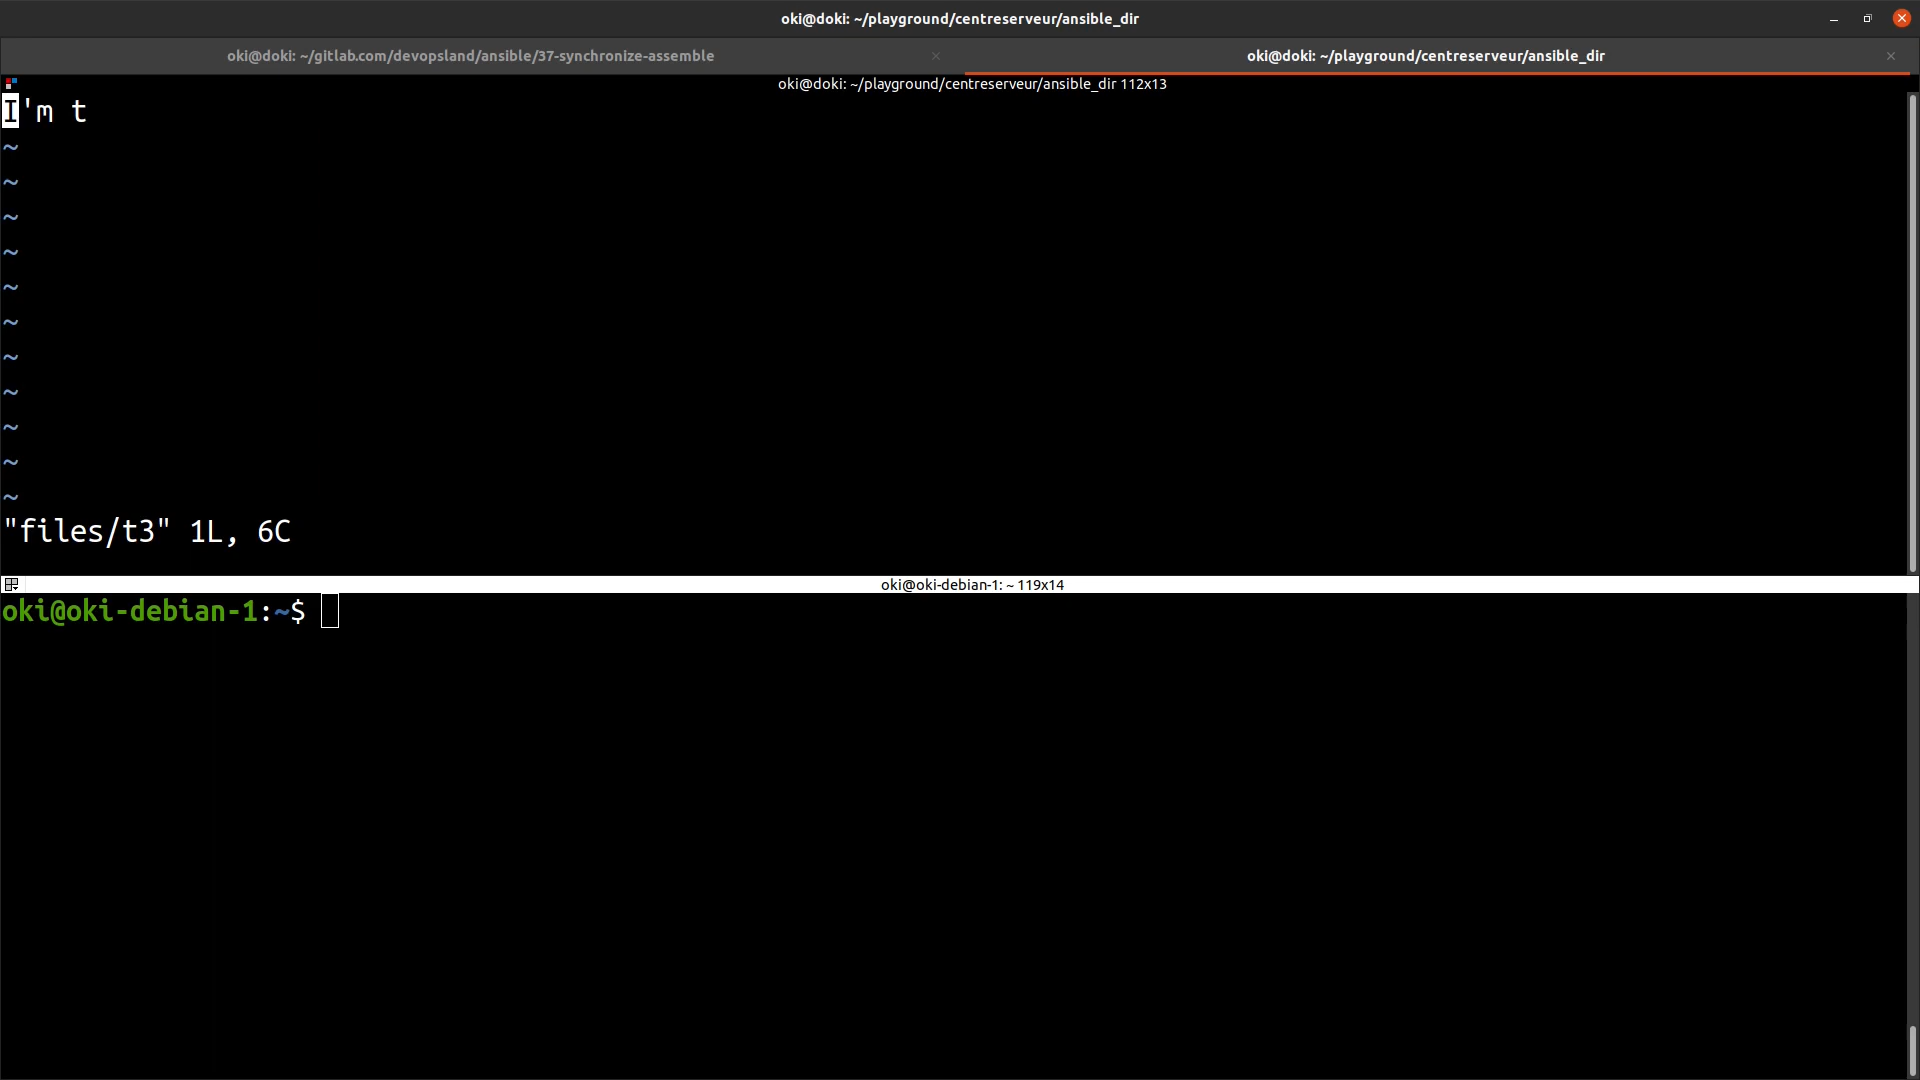 oki@doki: ~/playground/centreserveur/ansible_dir
oki@doki: ~/gitlab.com/devopsland/ansible/37-synchronize-assemble
oki@doki: ~/playground/centreserveur/ansible_dir
oki@doki: ~/playground/centreserveur/ansible_dir 112x13
I'm t
~
~
~
~
~
~
~
~
~
~
~
"files/t3" 1L, 6C
oki@oki-debian-1: ~ 119x14
oki@oki-debian-1:~$